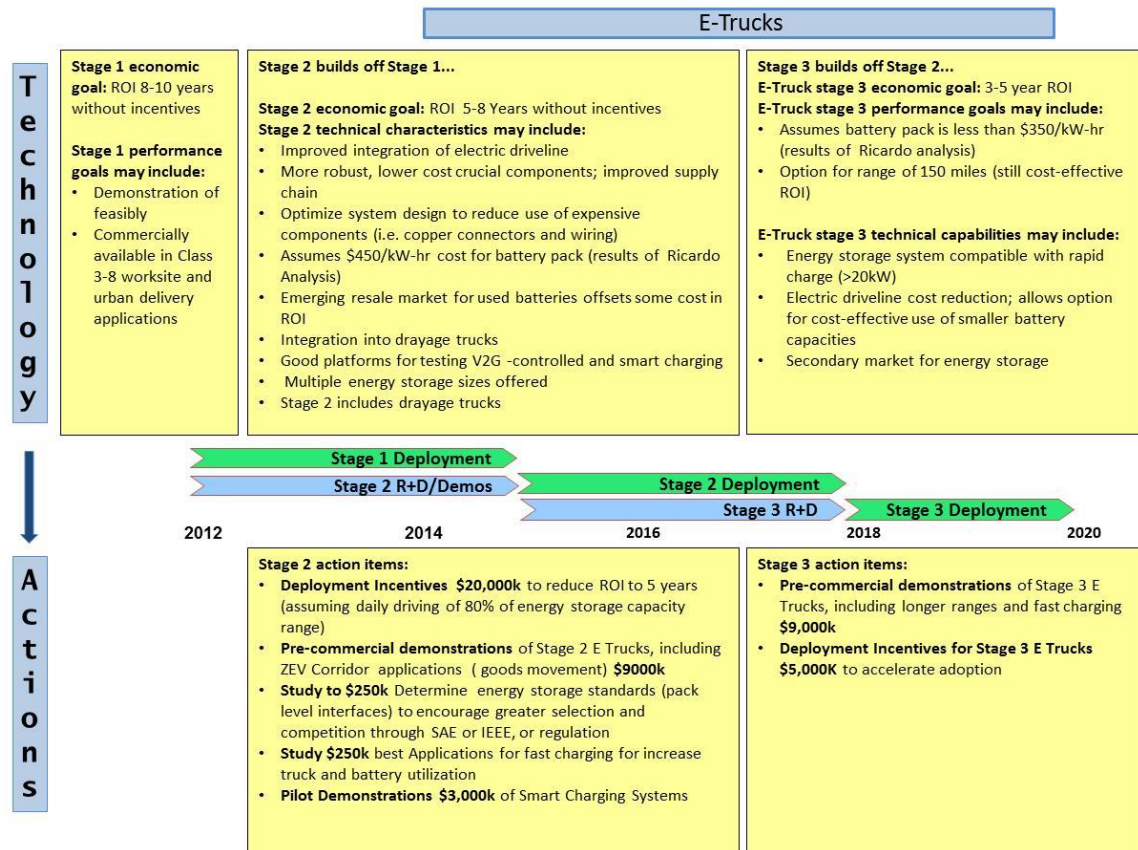 E-Trucks
Technology
Stage 1 economic
goal: ROI 8-10 years
without incentives
Stage 1 performance
goals may include:
• Demonstration of
feasibly
• Commercially
available in Class
3-8 worksite and
urban delivery
applications
Stage 2 builds off Stage 1...
Stage 2 economic goal: ROI 5-8 Years without incentives
Stage 2 technical characteristics may include:
• Improved integration of electric driveline
• More robust, lower cost crucial components; improved supply
chain
• Optimize system design to reduce use of expensive
components (i.e. copper connectors and wiring)
• Assumes $450/kW-hr cost for battery pack (results of Ricardo
Analysis)
• Emerging resale market for used batteries offsets some cost in
ROI
• Integration into drayage trucks
• Good platforms for testing V2G -controlled and smart charging
• Multiple energy storage sizes offered
• Stage 2 includes drayage trucks
Stage 3 builds off Stage 2...
E-Truck stage 3 economic goal: 3-5 year ROI
E-Truck stage 3 performance goals may include:
• Assumes battery pack is less than $350/kW-hr
(results of Ricardo analysis)
• Option for range of 150 miles (still cost-effective
ROI)
E-Truck stage 3 technical capabilities may include:
• Energy storage system compatible with rapid
charge (>20kW)
• Electric driveline cost reduction; allows option
for cost-effective use of smaller battery
capacities
• Secondary market for energy storage
Stage 1 Deployment
Stage 2 R+D/Demos
Stage 2 Deployment
Stage 3 R+D
Stage 3 Deployment
2012 2014 2016 2018 2020
Actions
Stage 2 action items:
• Deployment Incentives $20,000k to reduce ROI to 5 years
(assuming daily driving of 80% of energy storage capacity
range)
• Pre-commercial demonstrations of Stage 2 E Trucks, including
ZEV Corridor applications ( goods movement) $9000k
• Study to $250k Determine energy storage standards (pack
level interfaces) to encourage greater selection and
competition through SAE or IEEE, or regulation
• Study $250k best Applications for fast charging for increase
truck and battery utilization
• Pilot Demonstrations $3,000k of Smart Charging Systems
Stage 3 action items:
• Pre-commercial demonstrations of Stage 3 E
Trucks, including longer ranges and fast charging
$9,000k
• Deployment Incentives for Stage 3 E Trucks
$5,000K to accelerate adoption